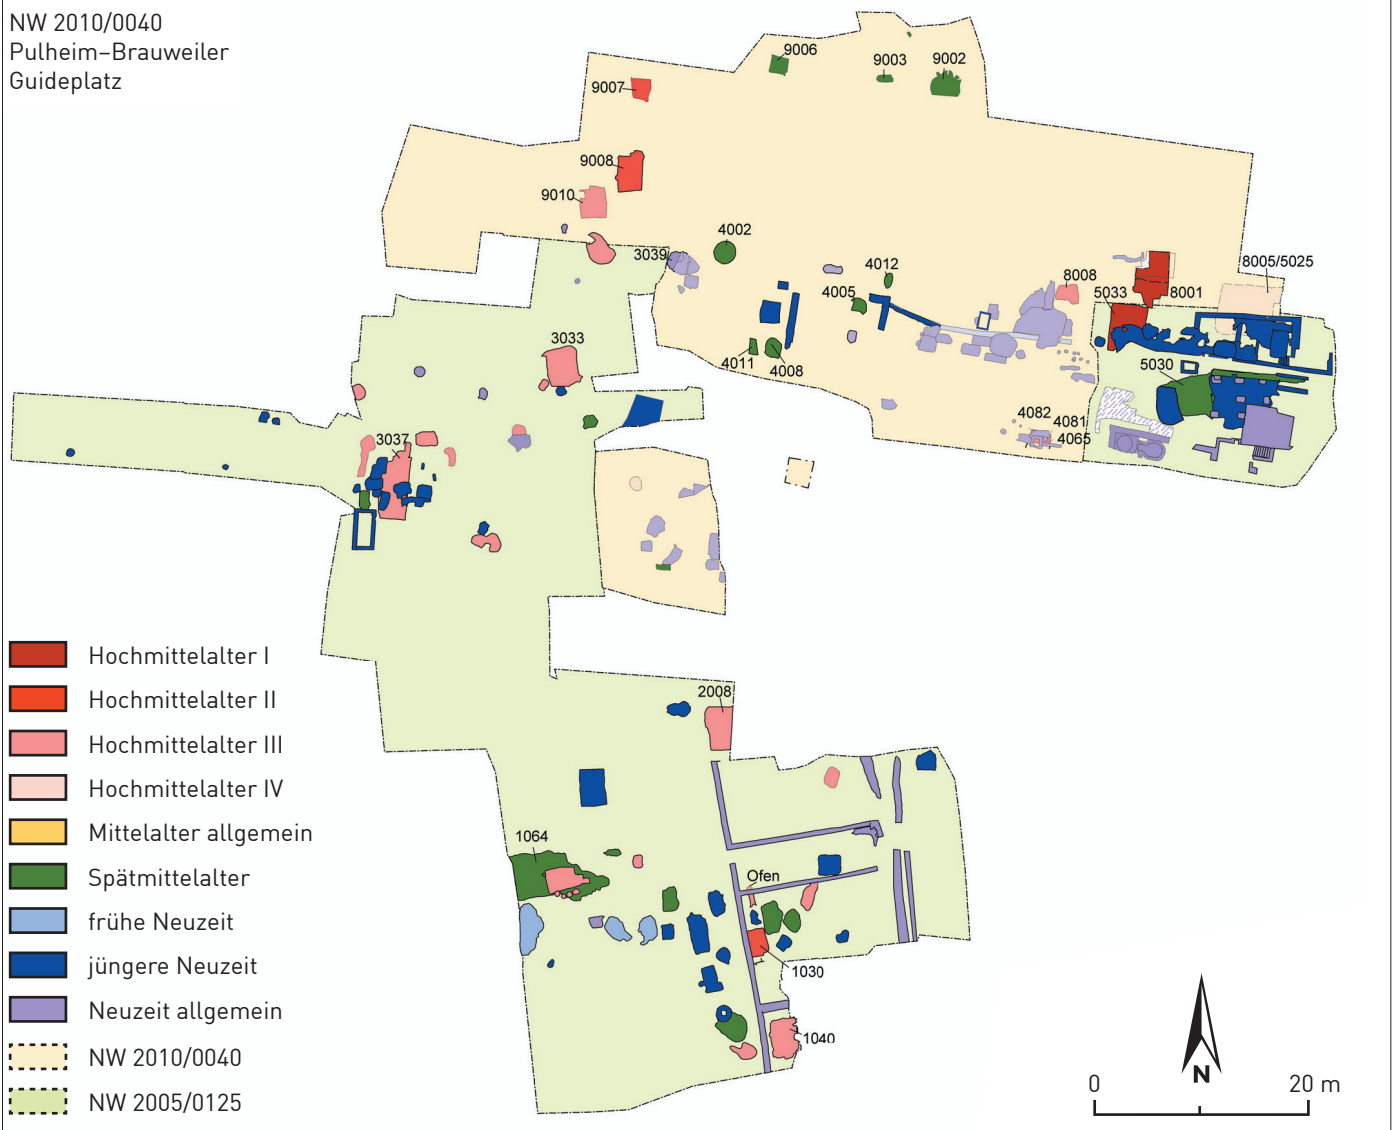 NW 2010/0040
Pulheim–Brauweiler
Guideplatz
9006
9003
9002
9007
9008
9010
4002
3039
4012
8005/5025
8008
4005
5033
8001
3033
4011
4008
5030
4082
4081
4065
3037
2008
1064
Ofen
1030
1040
Hochmittelalter I
Hochmittelalter II
Hochmittelalter III
Hochmittelalter IV
Mittelalter allgemein
Spätmittelalter
frühe Neuzeit
jüngere Neuzeit
Neuzeit allgemein
NW 2010/0040
NW 2005/0125
N
0 20 m